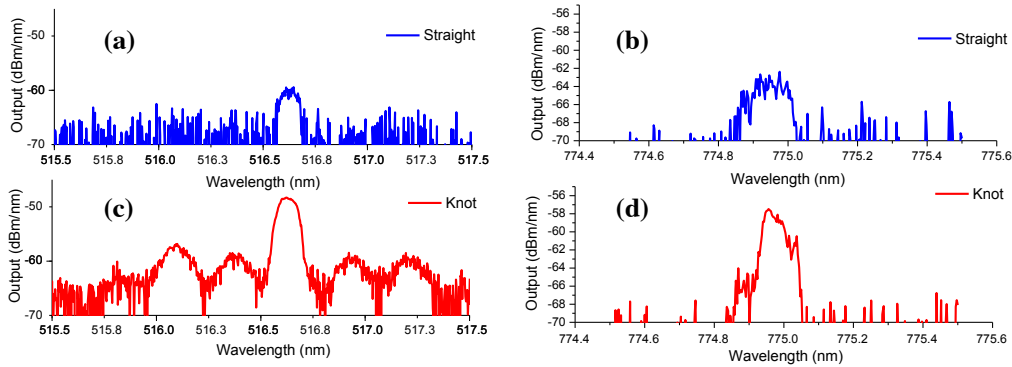 (a)
Straight
Output (dBm/nm)
-50
-60
-70
515.5 515.8 516.0 516.3 516.5 516.8 517.0 517.3 517.5
Wavelength (nm)
(b)
Straight
Output (dBm/nm)
-56
-58
-60
-62
-64
-66
-68
-70
774.4 774.6 774.8 775.0 775.2 775.4 775.6
Wavelength (nm)
(c)
Knot
Output (dBm/nm)
-50
-60
-70
515.5 515.8 516.0 516.3 516.5 516.8 517.0 517.3 517.5
Wavelength (nm)
(d)
Knot
Output (dBm/nm)
-56
-58
-60
-62
-64
-66
-68
-70
774.4 774.6 774.8 775.0 775.2 775.4 775.6
Wavelength (nm)